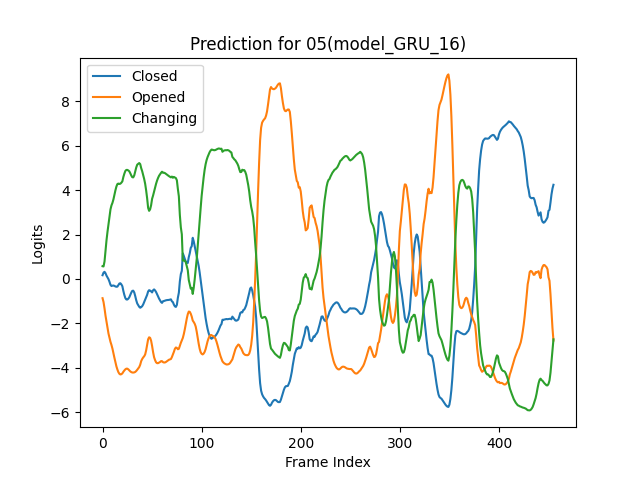 Prediction for 05(model_GRU_16)
Closed
Opened
Changing
Logits
8
6
4
2
0
−2
−4
−6
0 100 200 300 400
Frame Index